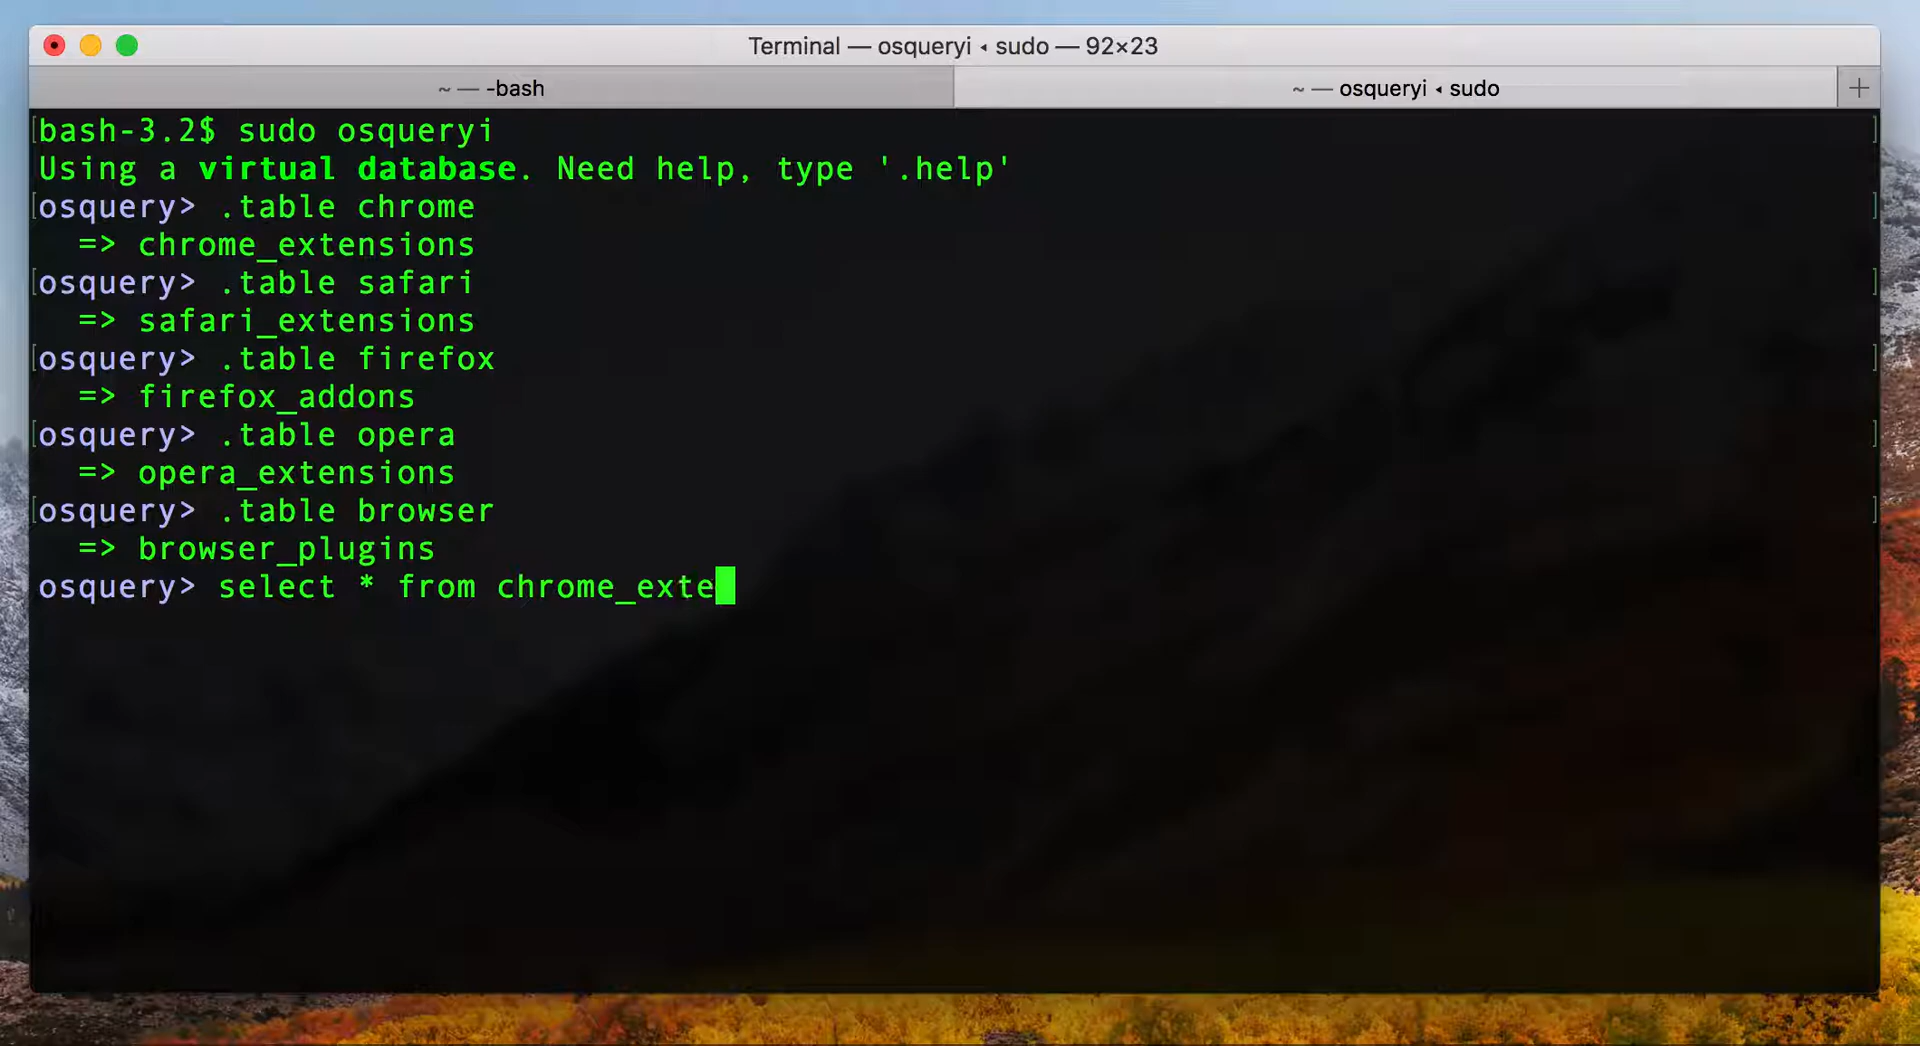 Terminal — osqueryi ◂ sudo — 92×23
~ — -bash
~ — osqueryi ◂ sudo
[bash-3.2$ sudo osqueryi ]
Using a virtual database. Need help, type '.help'
[osquery> .table chrome ]
=> chrome_extensions
[osquery> .table safari ]
=> safari_extensions
[osquery> .table firefox ]
=> firefox_addons
[osquery> .table opera ]
=> opera_extensions
[osquery> .table browser ]
=> browser_plugins
osquery> select * from chrome_exte